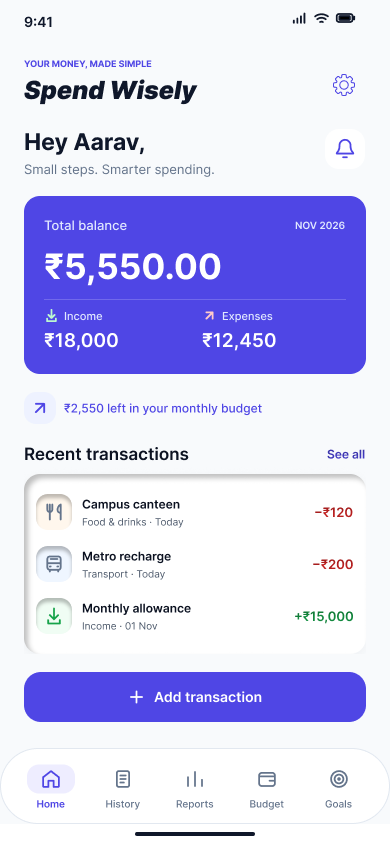 9:41
YOUR MONEY, MADE SIMPLE
Spend Wisely
Hey Aarav,
Small steps. Smarter spending.
Total balance NOV 2026
₹5,550.00
Income Expenses
₹18,000 ₹12,450
₹2,550 left in your monthly budget
Recent transactions See all
Campus canteen
Food & drinks · Today
−₹120
Metro recharge
Transport · Today
−₹200
Monthly allowance
Income · 01 Nov
+₹15,000
Add transaction
Home History Reports Budget Goals